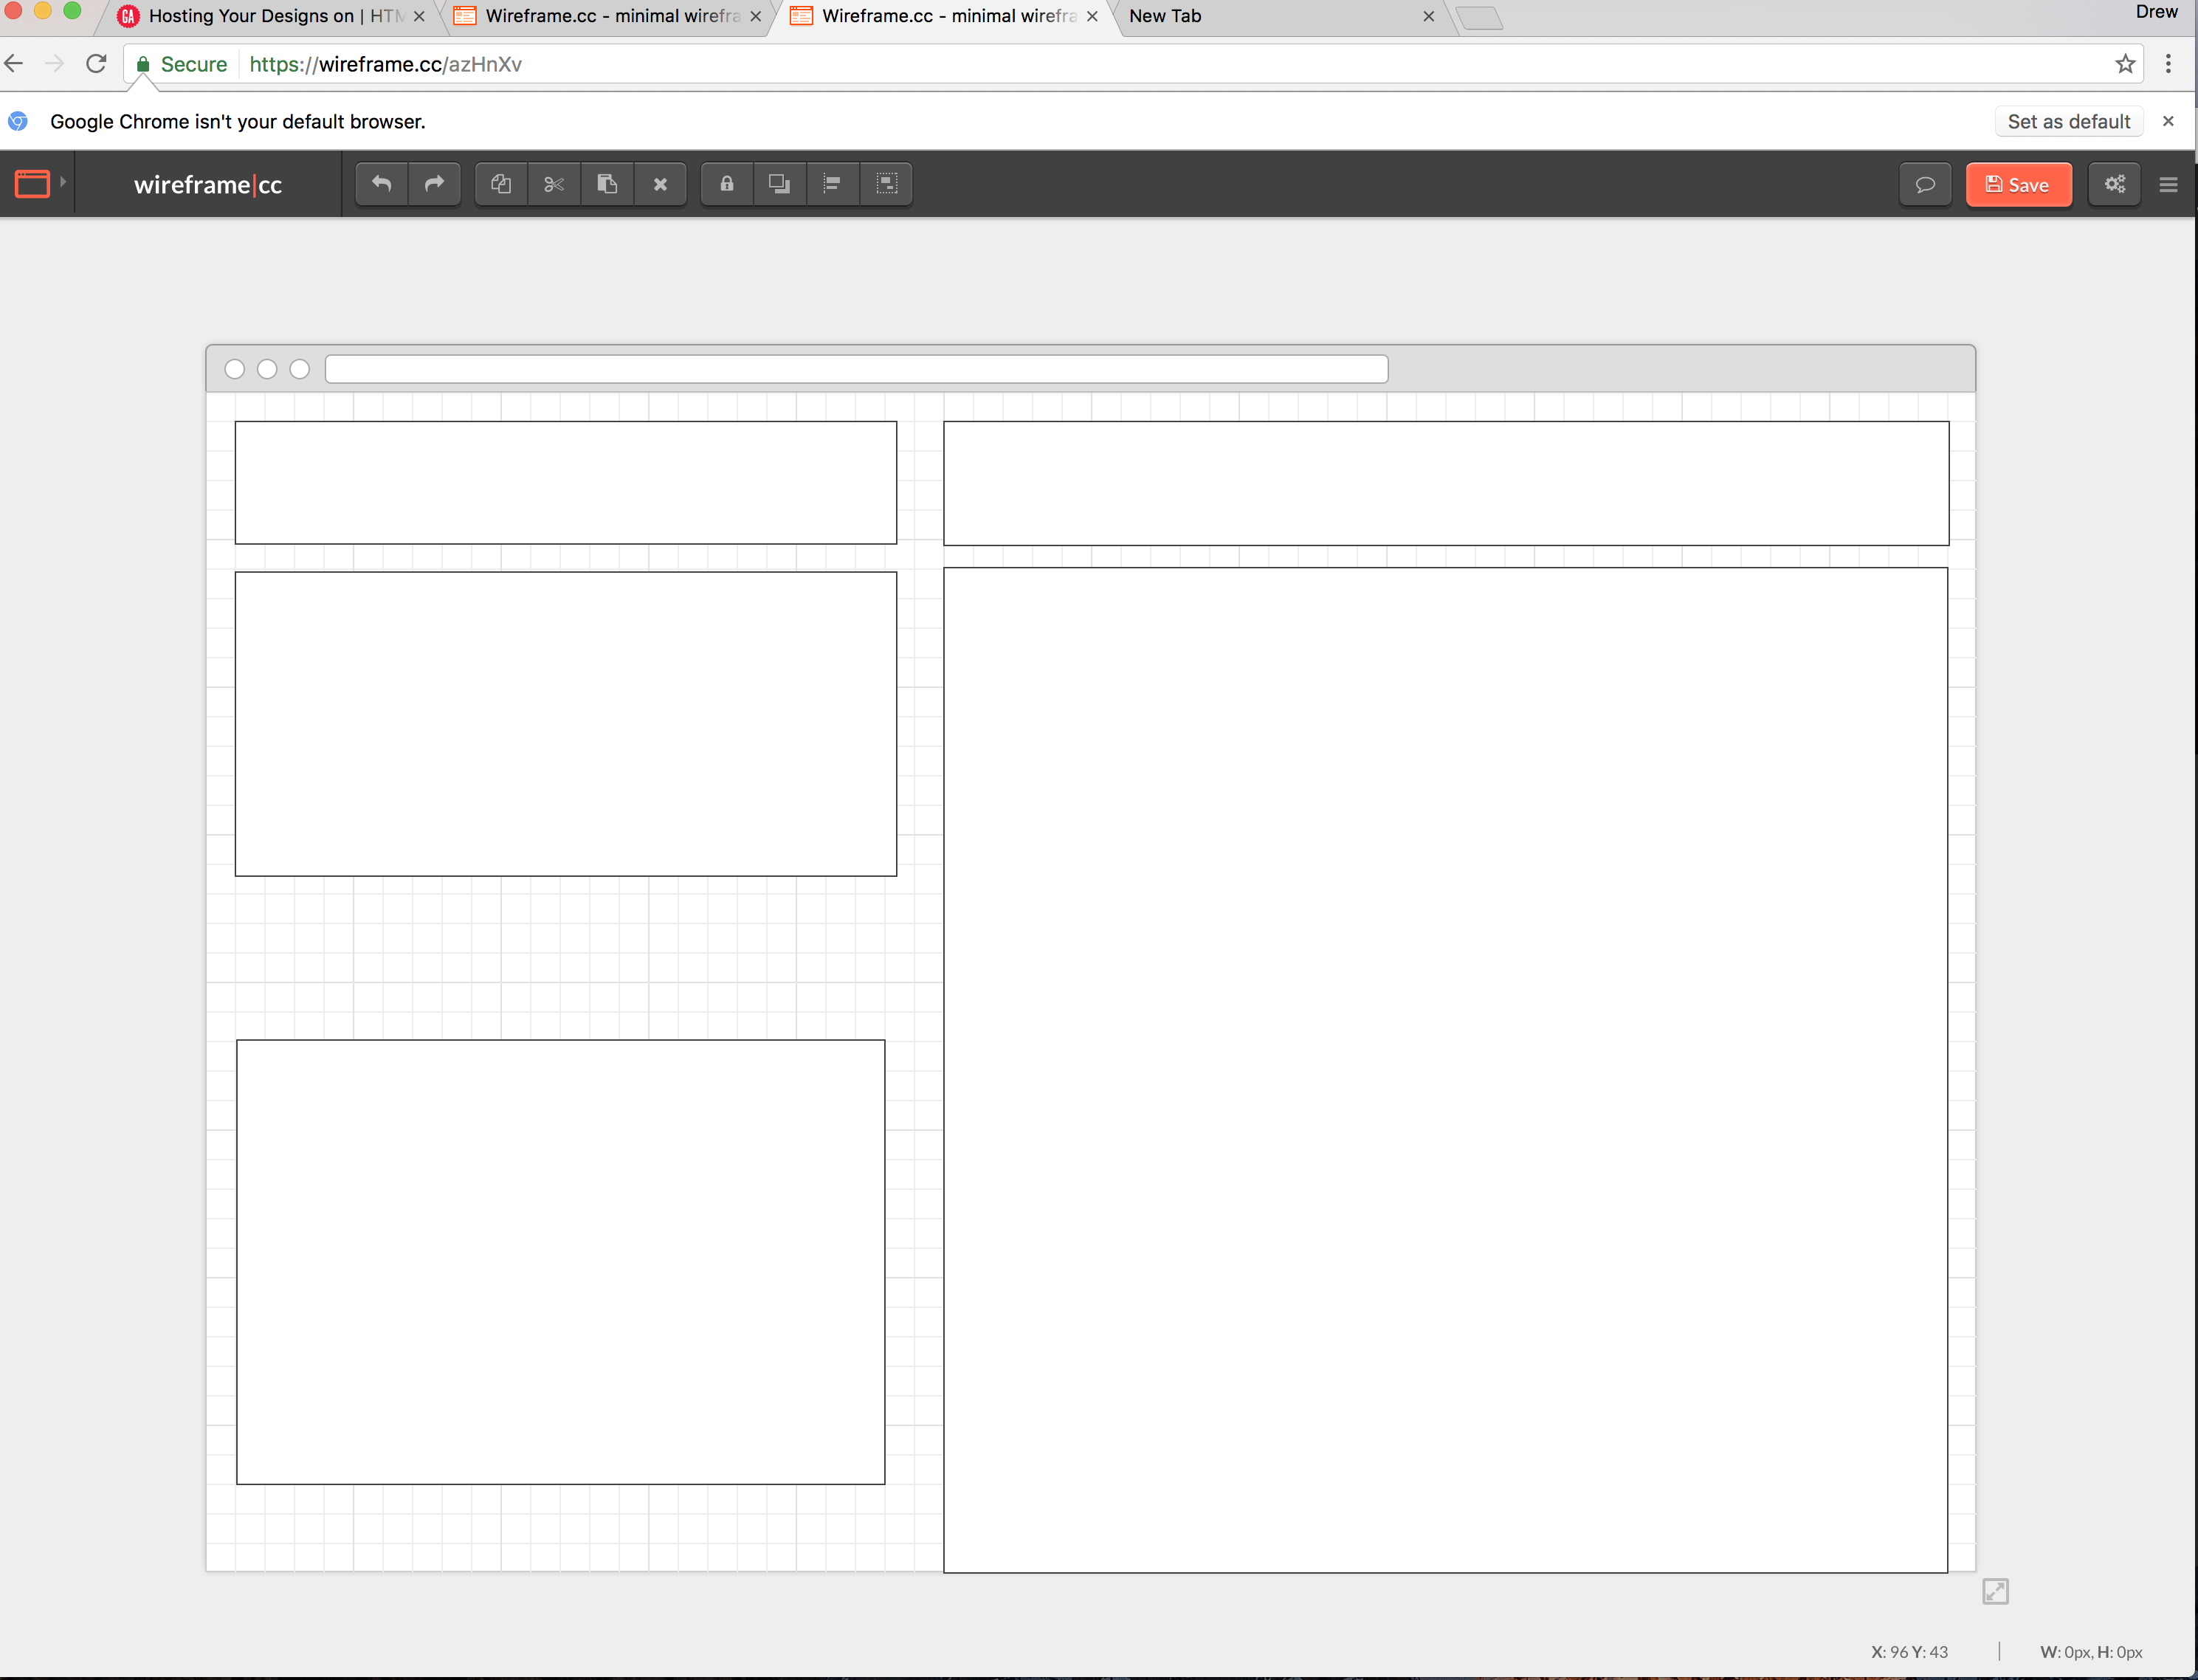 Drew
Hosting Your Designs on | HTM
Wireframe.cc - minimal wirefra
Wireframe.cc - minimal wirefra
New Tab
Secure
https://wireframe.cc/azHnXv
Google Chrome isn't your default browser.
Set as default
wireframe|cc
Save
X: 96 Y: 43
W: 0px, H: 0px
GA